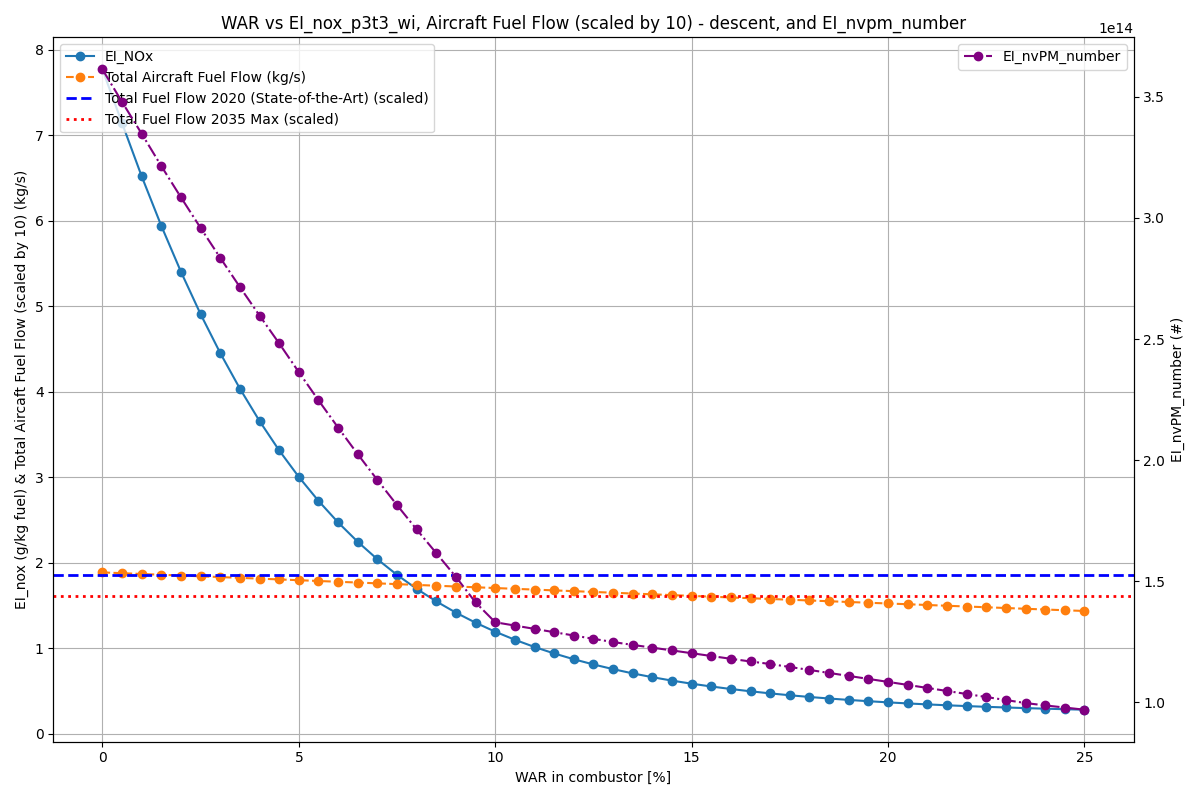 WAR vs EI_nox_p3t3_wi, Aircraft Fuel Flow (scaled by 10) - descent, and EI_nvpm_number
1e14
EI_NOx
Total Aircraft Fuel Flow (kg/s)
Total Fuel Flow 2020 (State-of-the-Art) (scaled)
Total Fuel Flow 2035 Max (scaled)
EI_nvPM_number
EI_nox (g/kg fuel) & Total Aircaft Fuel Flow (scaled by 10) (kg/s)
8
7
6
5
4
3
2
1
0
3.5
3.0
2.5
2.0
1.5
1.0
EI_nvPM_number (#)
0 5 10 15 20 25
WAR in combustor [%]